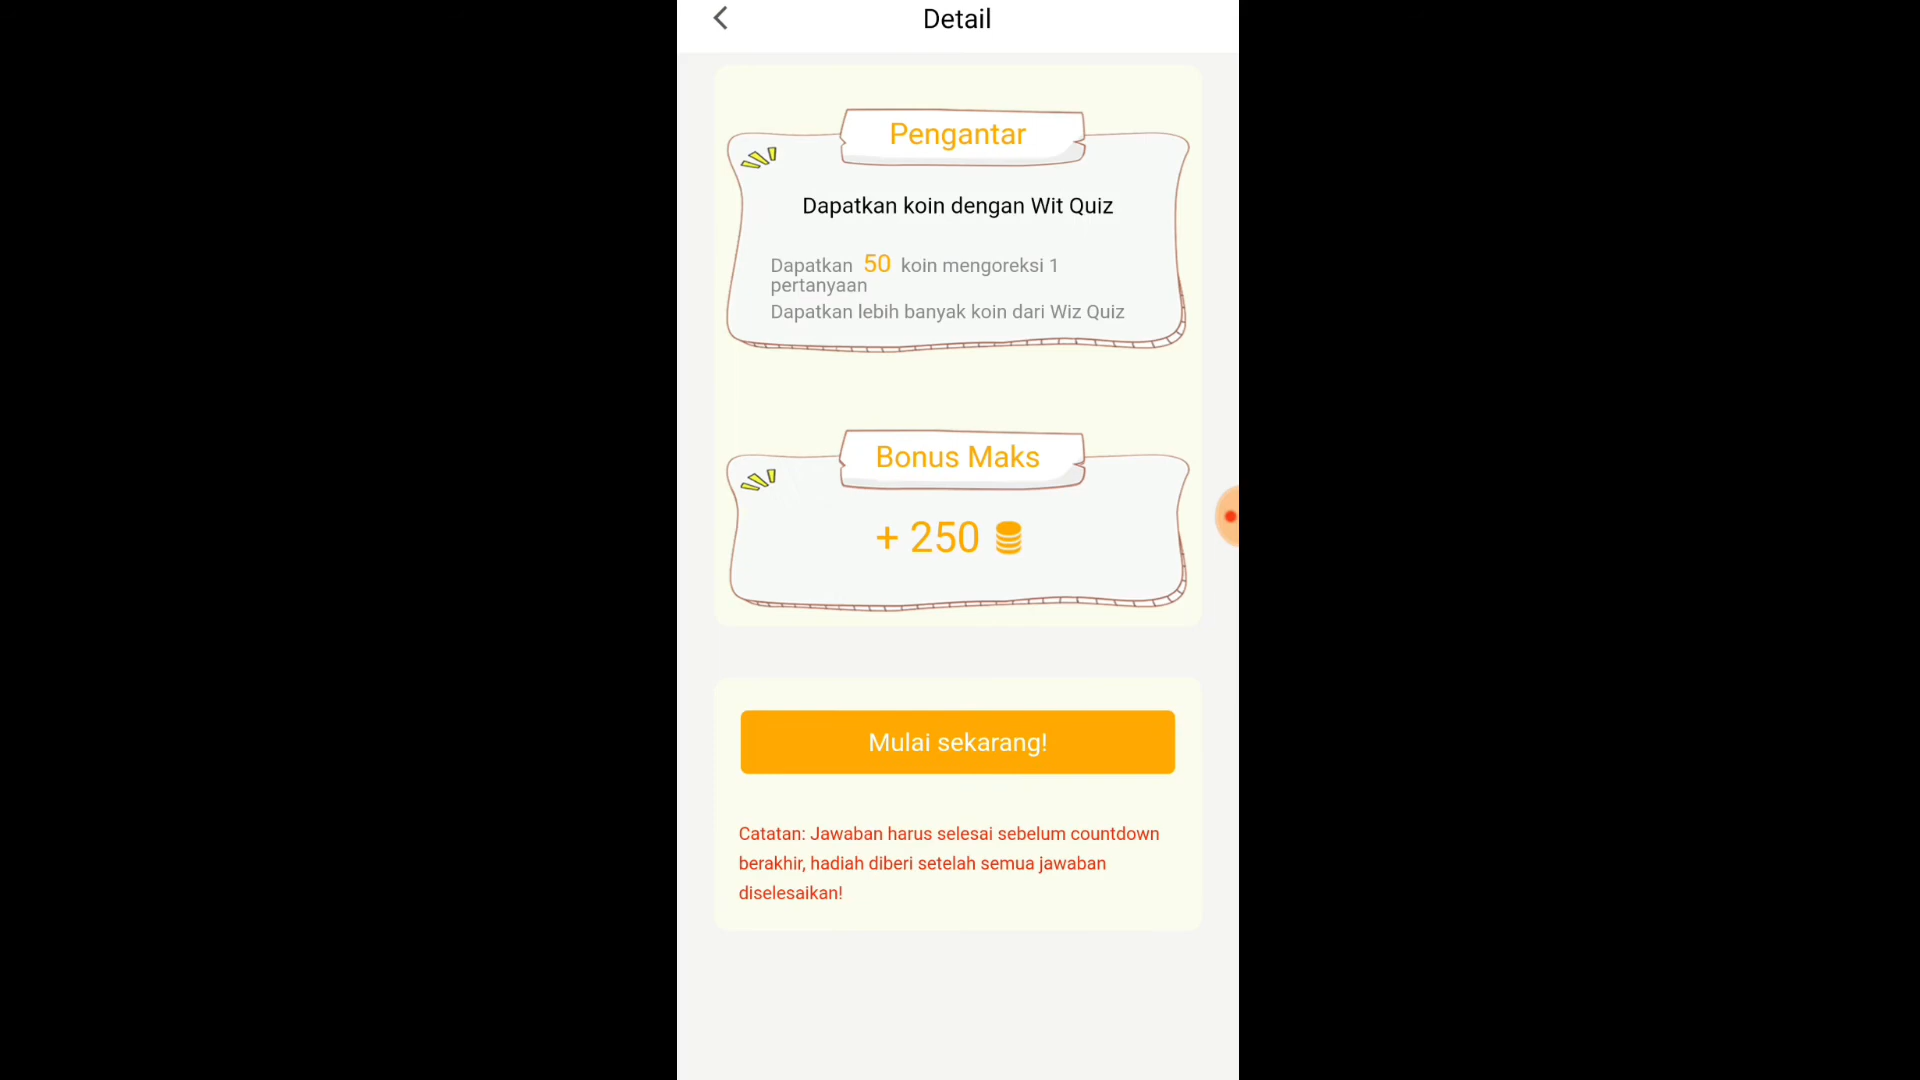 Detail
Pengantar
Dapatkan koin dengan Wit Quiz
Dapatkan 50 koin mengoreksi 1
pertanyaan
Dapatkan lebih banyak koin dari Wiz Quiz
Bonus Maks
+ 250
Mulai sekarang!
Catatan: Jawaban harus selesai sebelum countdown
berakhir, hadiah diberi setelah semua jawaban
diselesaikan!